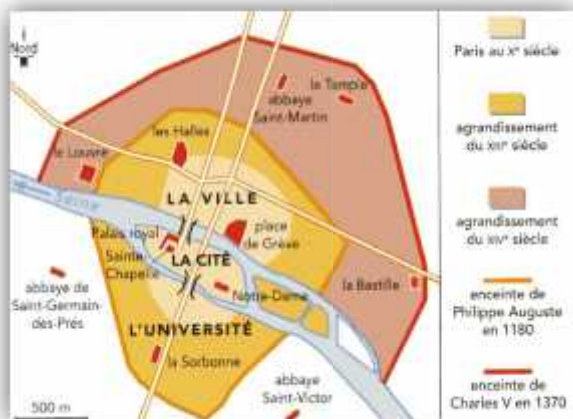 Nord
le Temple
abbaye
Saint-Martin
les Halles
le Louvre
LA VILLE
Seine
place
de Grève
Palais royal
LA CITÉ
Sainte-
Chapelle
Notre-Dame
la Bastille
abbaye de
Saint-Germain-
des-Prés
L'UNIVERSITÉ
la Sorbonne
abbaye
Saint-Victor
500 m
Paris au Xe siècle
agrandissement
du XIIe siècle
agrandissement
du XIVe siècle
enceinte de
Philippe Auguste
en 1180
enceinte de
Charles V en 1370